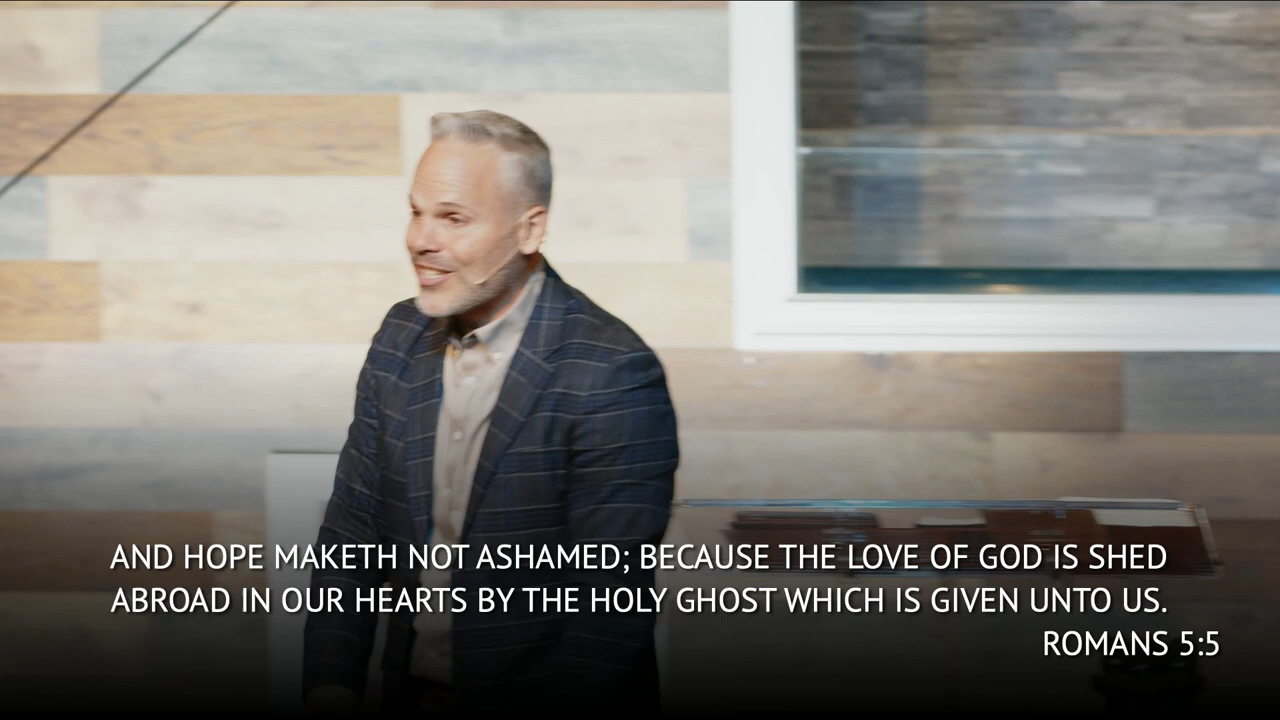 AND HOPE MAKETH NOT ASHAMED; BECAUSE THE LOVE OF GOD IS SHED
ABROAD IN OUR HEARTS BY THE HOLY GHOST WHICH IS GIVEN UNTO US.
ROMANS 5:5